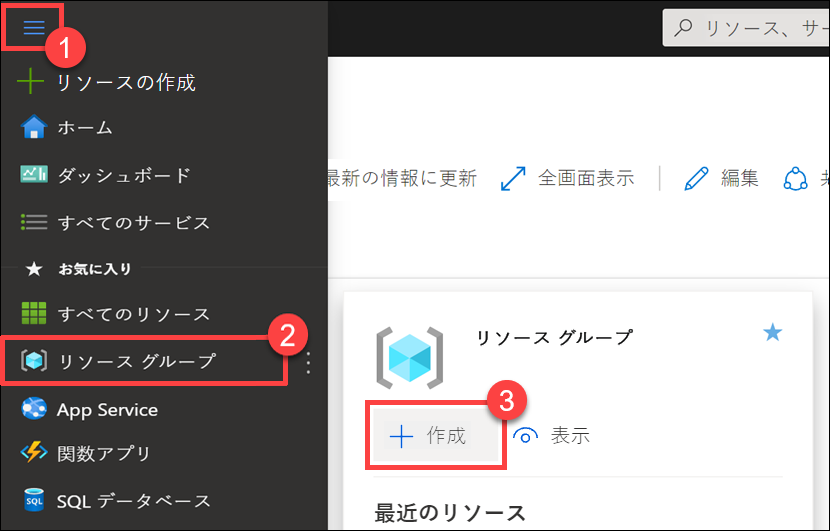 1
リソース、サー
リソースの作成
ホーム
ダッシュボード
すべてのサービス
お気に入り
すべてのリソース
リソース グループ
2
App Service
関数アプリ
SQL
SQL データベース
最新の情報に更新
全画面表示
編集
リソース グループ
作成
3
表示
最近のリソース